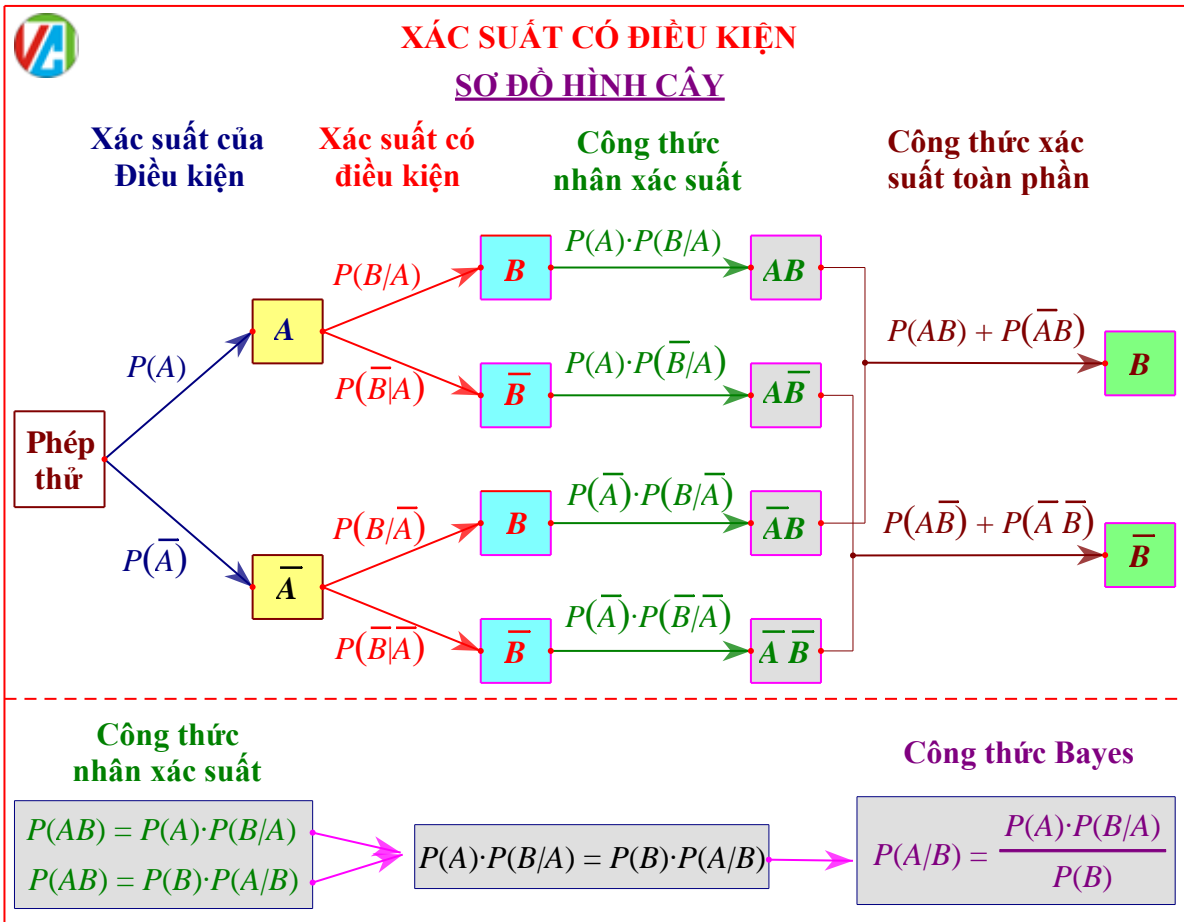 XÁC SUẤT CÓ ĐIỀU KIỆN
SƠ ĐỒ HÌNH CÂY
Xác suất của
Điều kiện
Xác suất có
điều kiện
Công thức
nhân xác suất
Công thức xác
suất toàn phần
Phép
thử
P(A)
P(A̅)
A
A̅
P(B/A)
P(B̅|A)
P(B/A̅)
P(B̅|A̅)
B
B̅
B
B̅
P(A)·P(B/A)
P(A)·P(B̅/A)
P(A̅)·P(B/A̅)
P(A̅)·P(B̅/A̅)
AB
AB̅
A̅B
A̅ B̅
P(AB) + P(A̅B)
B
P(AB̅) + P(A̅ B̅)
B̅
Công thức
nhân xác suất
P(AB) = P(A)·P(B/A)
P(AB) = P(B)·P(A/B)
P(A)·P(B/A) = P(B)·P(A/B)
Công thức Bayes
P(A/B) = P(A)·P(B/A) / P(B)